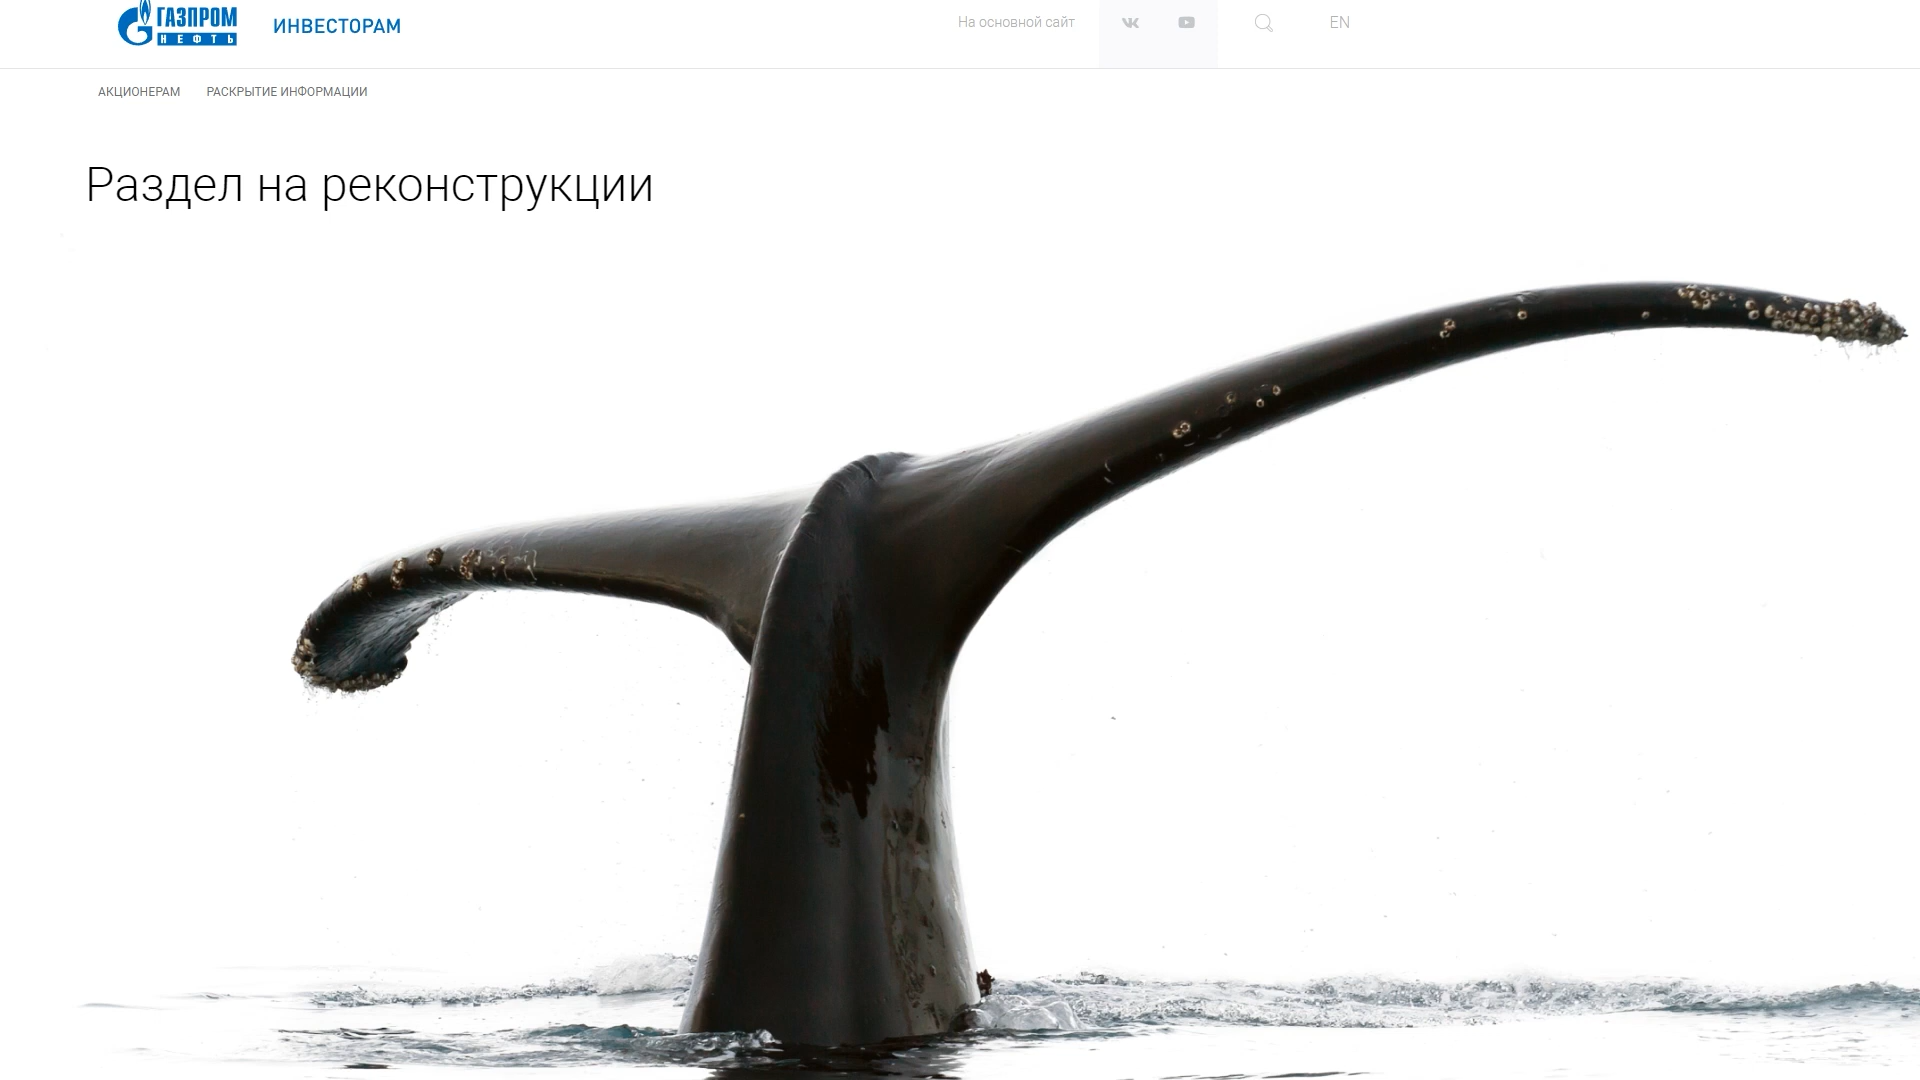 ГАЗПРОМ
НЕФТЬ
ИНВЕСТОРАМ
На основной сайт
EN
АКЦИОНЕРАМ
РАСКРЫТИЕ ИНФОРМАЦИИ
Раздел на реконструкции